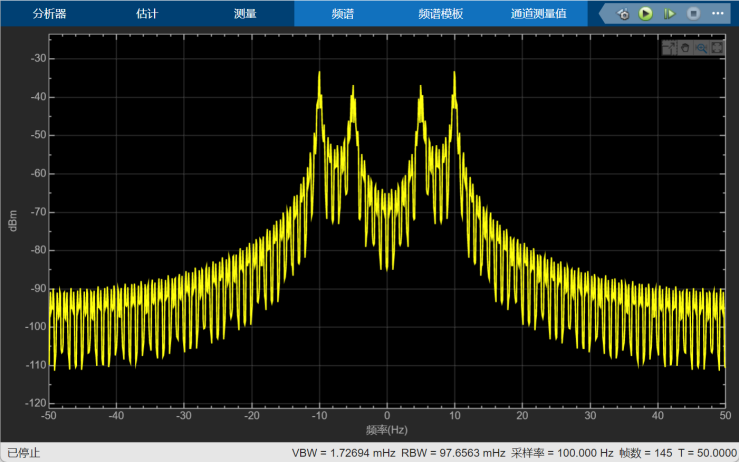 分析器 估计 测量 频谱 频谱模板 通道测量值
-30
-40
-50
-60
-70
-80
-90
-100
-110
-120
dBm
-50 -40 -30 -20 -10 0 10 20 30 40 50
频率(Hz)
已停止 VBW = 1.72694 mHz RBW = 97.6563 mHz 采样率 = 100.000 Hz 帧数 = 145 T = 50.0000